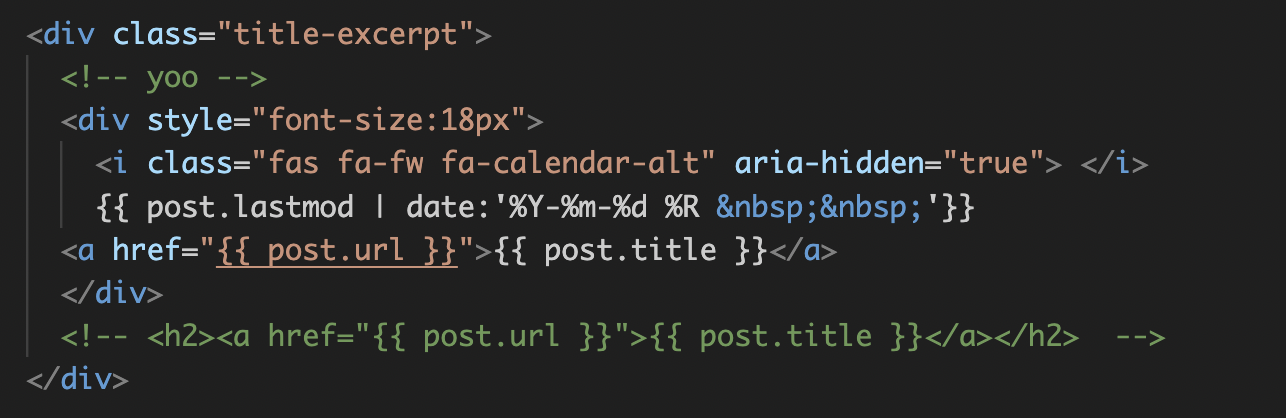 <div class="title-excerpt">
<!-- yoo -->
<div style="font-size:18px">
<i class="fas fa-fw fa-calendar-alt" aria-hidden="true"> </i>
{{ post.lastmod | date:'%Y-%m-%d %R &nbsp;&nbsp;'}}
<a href="{{ post.url }}">{{ post.title }}</a>
</div>
<!-- <h2><a href="{{ post.url }}">{{ post.title }}</a></h2>  -->
</div>